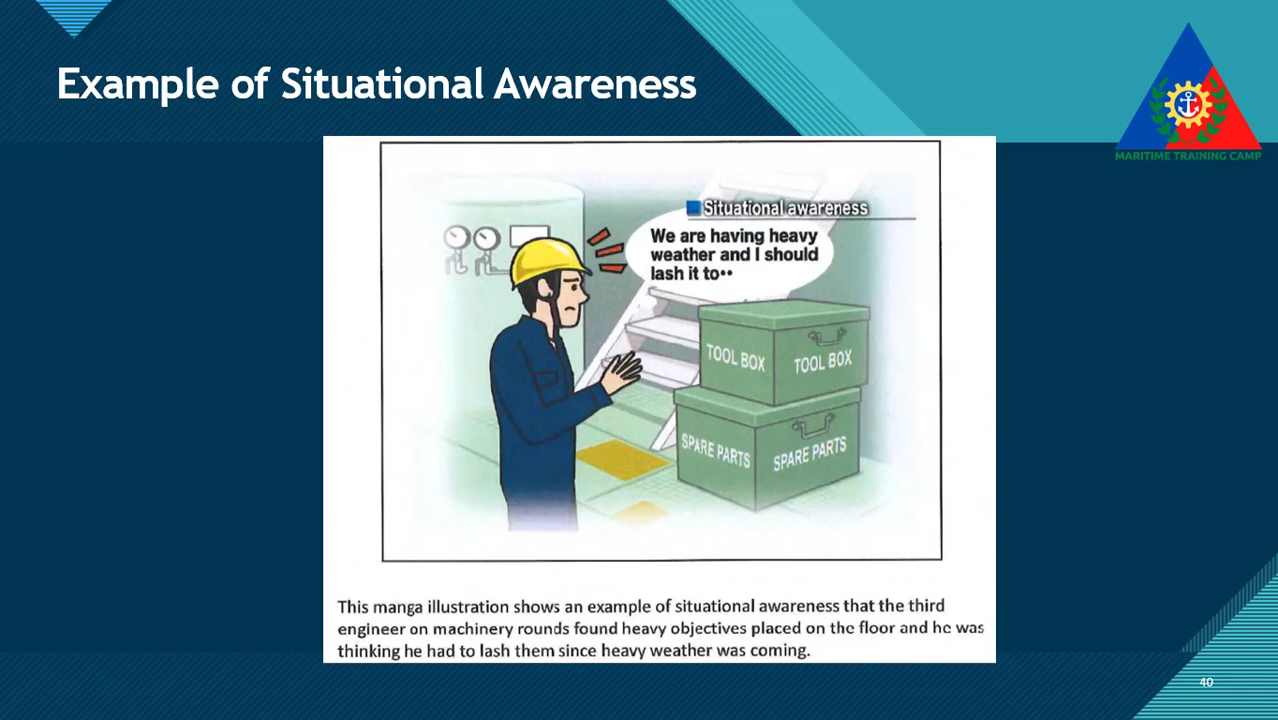 Example of Situational Awareness
MARITIME TRAINING CAMP
Situational awareness
We are having heavy
weather and I should
lash it to••
TOOL BOX TOOL BOX
SPARE PARTS SPARE PARTS
This manga illustration shows an example of situational awareness that the third
engineer on machinery rounds found heavy objectives placed on the floor and he was
thinking he had to lash them since heavy weather was coming.
40